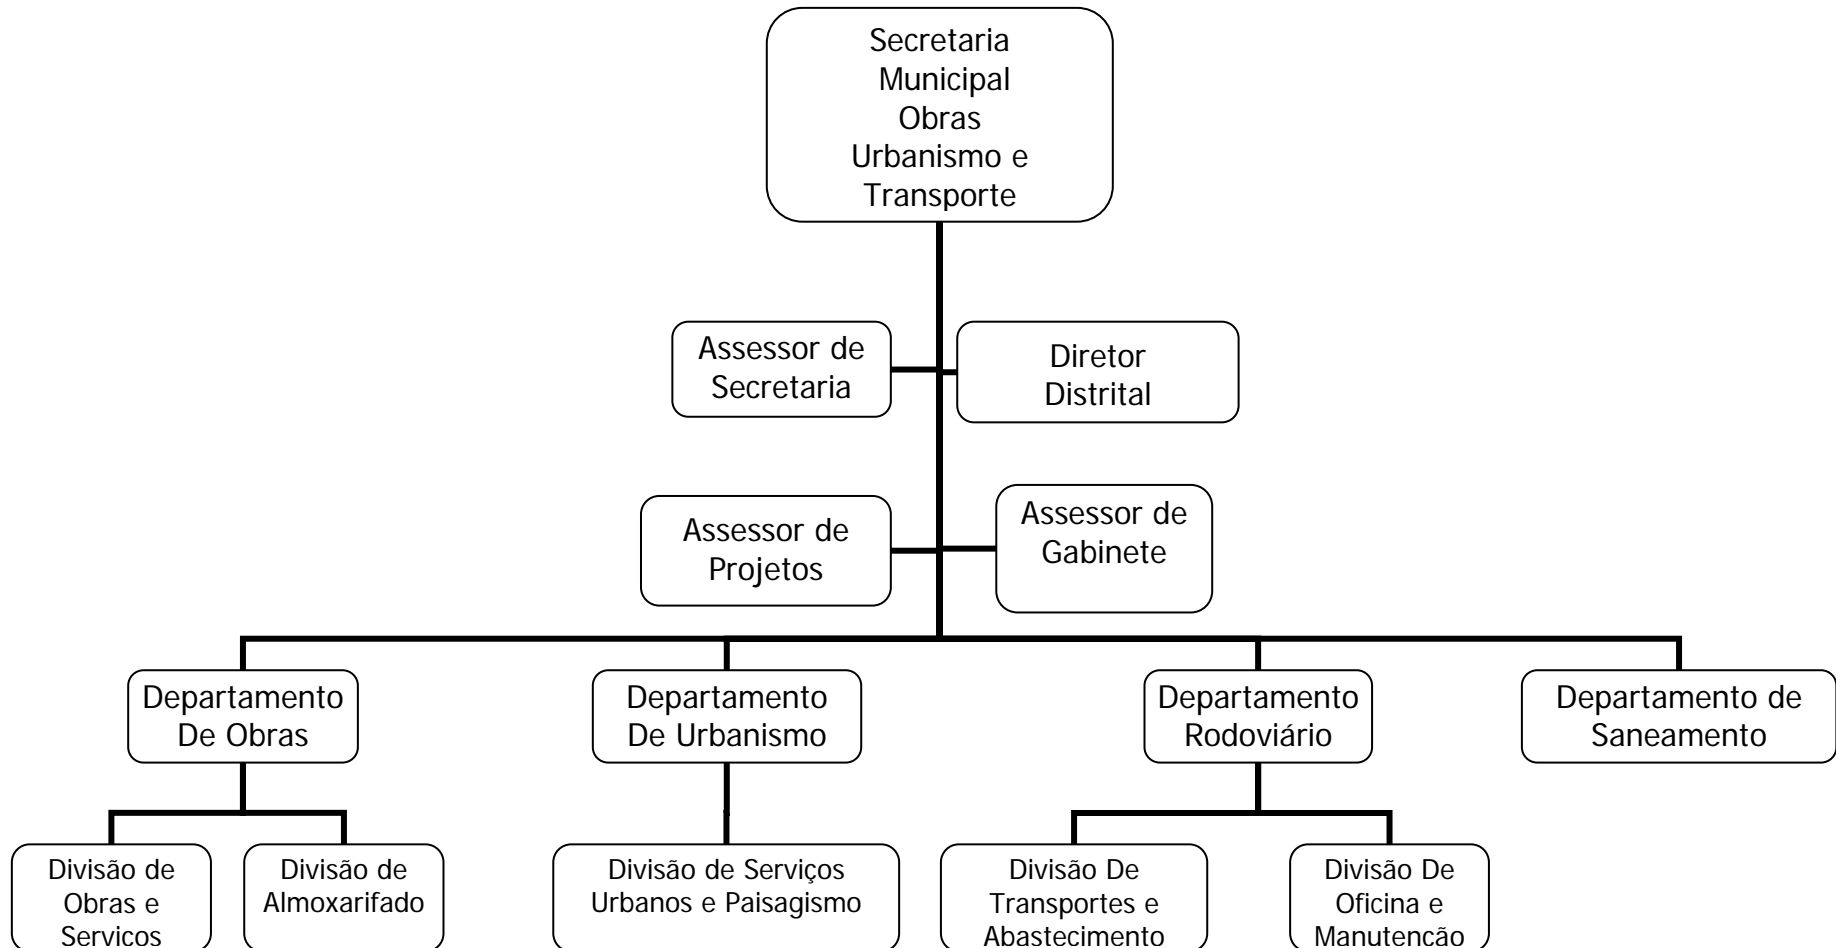 Secretaria
Municipal
Obras
Urbanismo e
Transporte
Assessor de
Secretaria
Diretor
Distrital
Assessor de
Projetos
Assessor de
Gabinete
Departamento
De Obras
Departamento
De Urbanismo
Departamento
Rodoviário
Departamento de
Saneamento
Divisão de
Obras e
Serviços
Divisão de
Almoxarifado
Divisão de Serviços
Urbanos e Paisagismo
Divisão De
Transportes e
Abastecimento
Divisão De
Oficina e
Manutenção